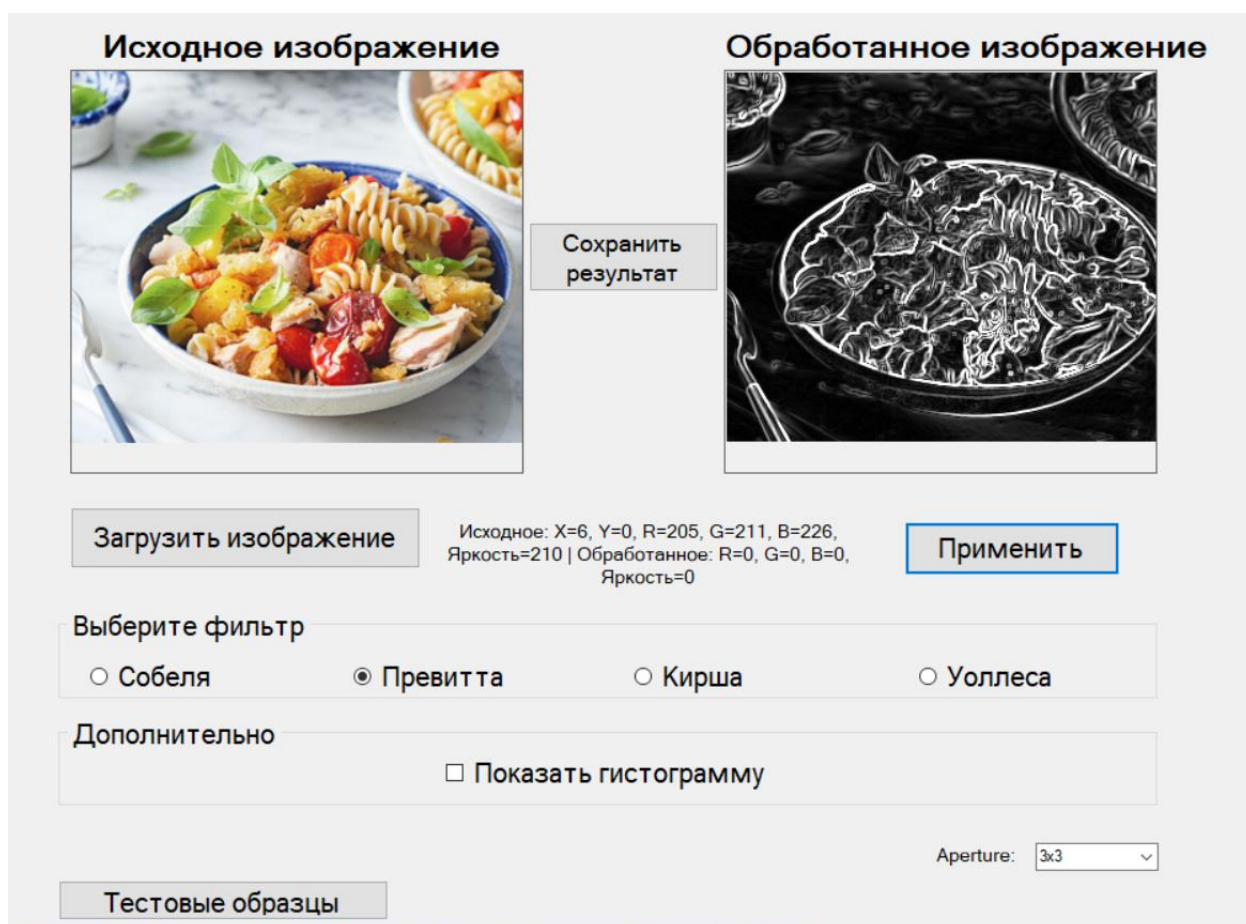 Исходное изображение
Обработанное изображение
Сохранить
результат
Загрузить изображение
Исходное: X=6, Y=0, R=205, G=211, B=226,
Яркость=210 | Обработанное: R=0, G=0, B=0,
Яркость=0
Применить
Выберите фильтр
Собеля
Превитта
Кирша
Уоллеса
Дополнительно
Показать гистограмму
Aperture:
3x3
Тестовые образцы